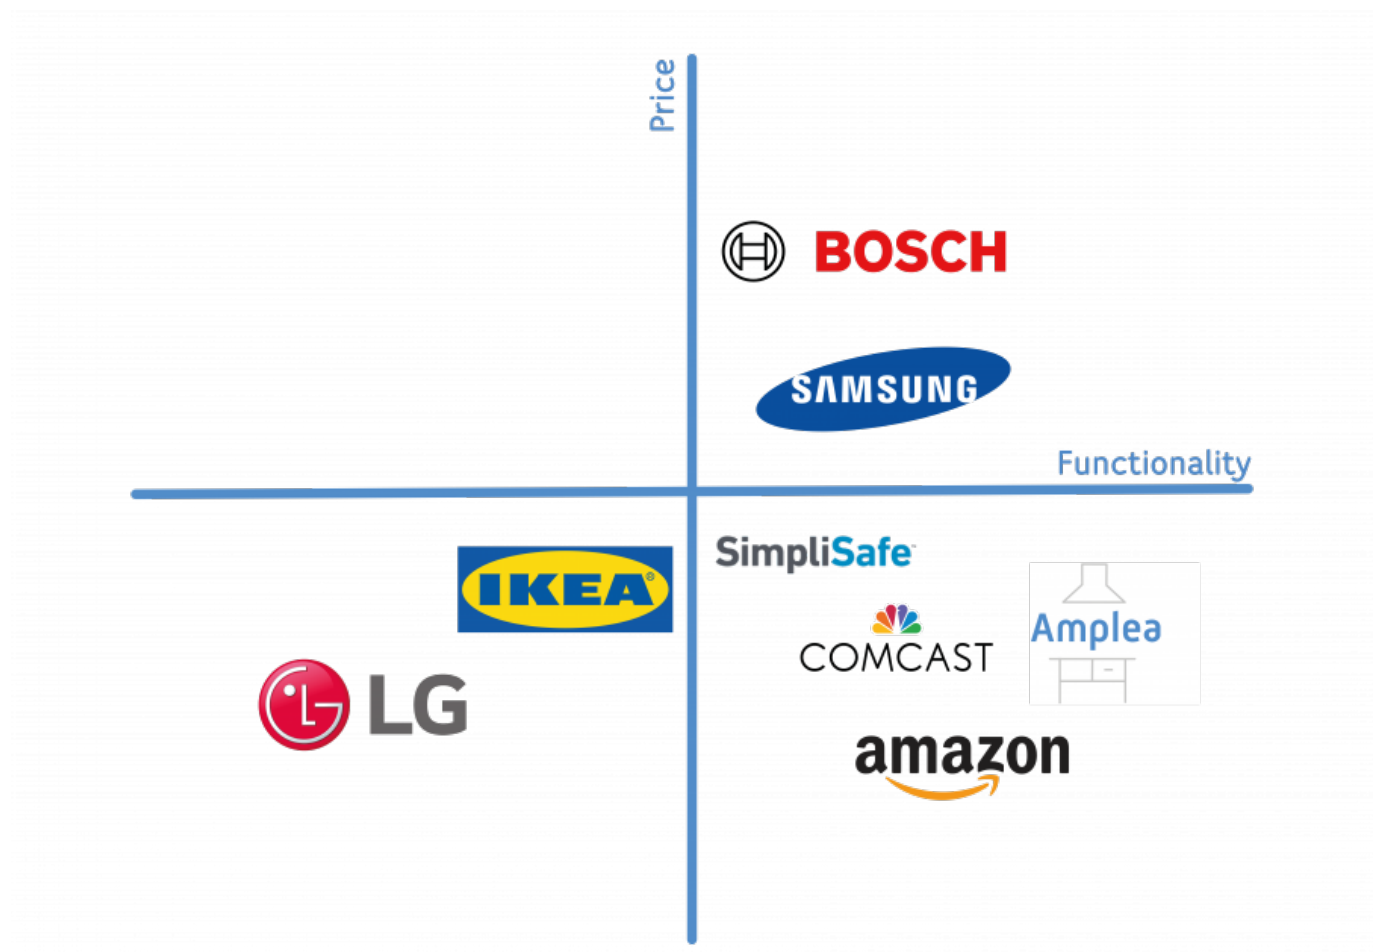 Price
BOSCH
SAMSUNG
Functionality
SimpliSafe
IKEA®
Amplea
COMCAST
LG
amazon